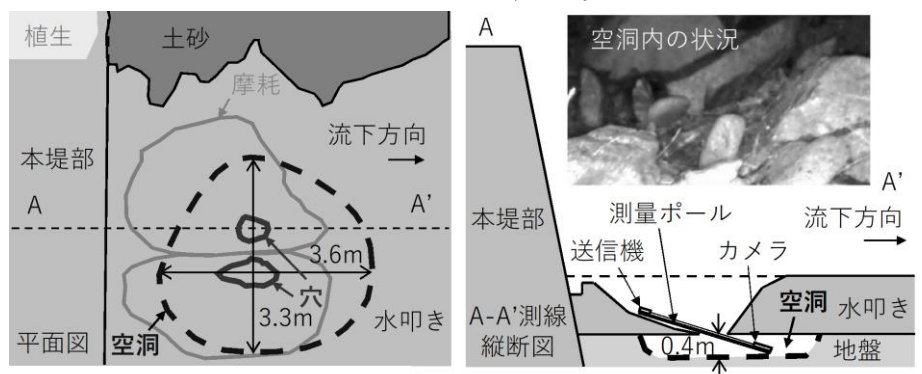 植生
土砂
摩耗
流下方向
本堤部
A
A'
3.6m
穴
3.3m
水叩き
平面図
空洞
A
空洞内の状況
A'
本堤部
測量ポール
流下方向
送信機
カメラ
空洞
水叩き
A-A'測線
縦断図
0.4m
地盤